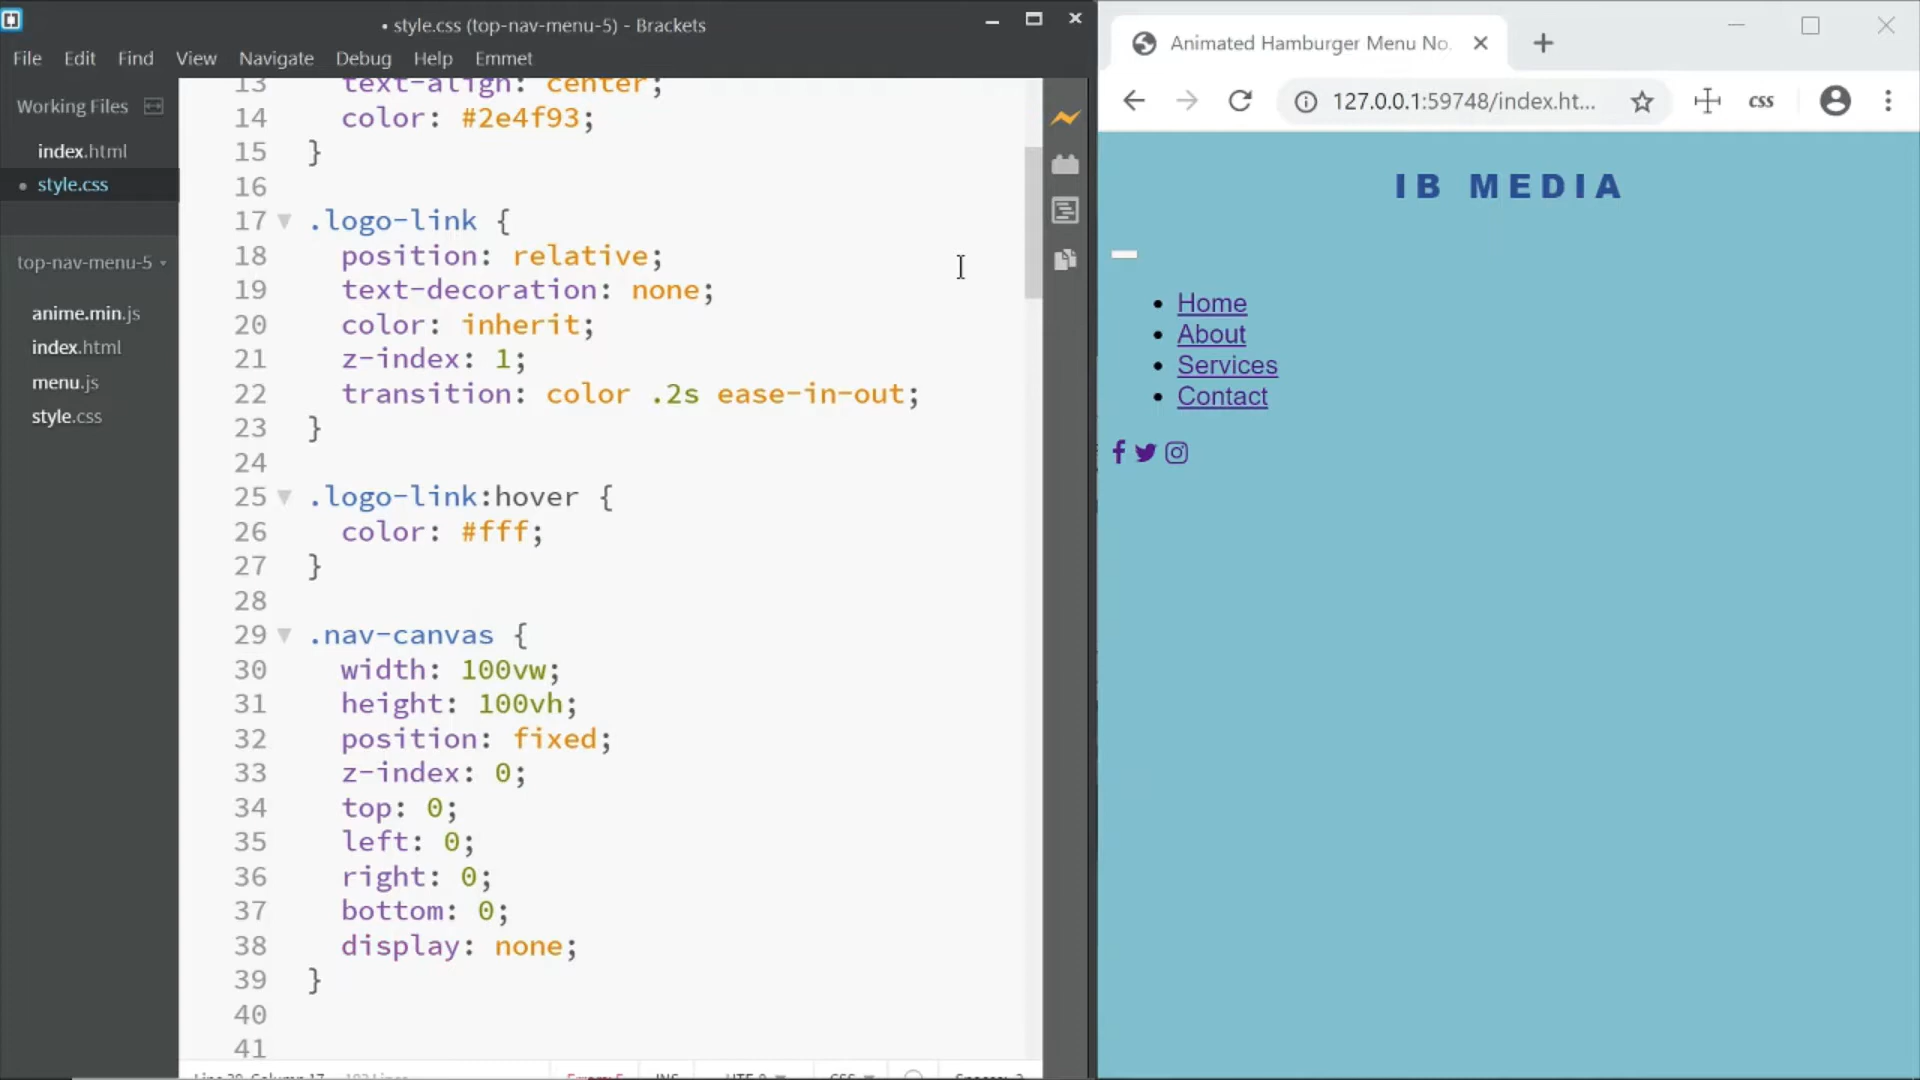 • style.css (top-nav-menu-5) - Brackets
File Edit Find View Navigate Debug Help Emmet
Working Files
index.html
• style.css
top-nav-menu-5
anime.min.js
index.html
menu.js
style.css
13 text-align: center;
14 color: #2e4f93;
15 }
16
17 .logo-link {
18 position: relative;
19 text-decoration: none;
20 color: inherit;
21 z-index: 1;
22 transition: color .2s ease-in-out;
23 }
24
25 .logo-link:hover {
26 color: #fff;
27 }
28
29 .nav-canvas {
30 width: 100vw;
31 height: 100vh;
32 position: fixed;
33 z-index: 0;
34 top: 0;
35 left: 0;
36 right: 0;
37 bottom: 0;
38 display: none;
39 }
40
41
Animated Hamburger Menu No.
127.0.0.1:59748/index.ht...
css
IB MEDIA
• Home
• About
• Services
• Contact